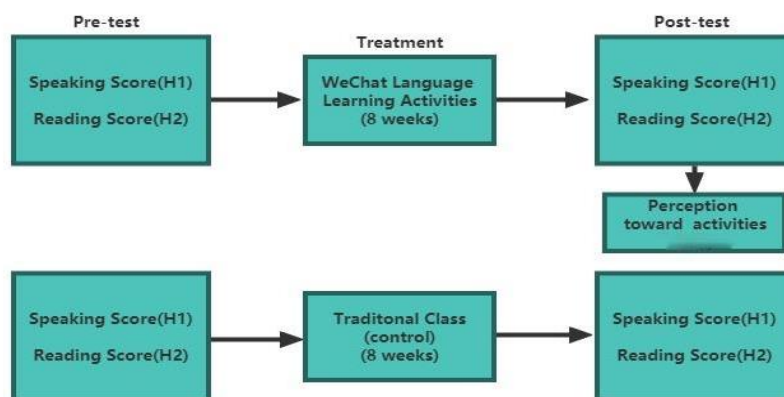 Pre-test
Treatment
Post-test
Speaking Score(H1)
Reading Score(H2)
WeChat Language
Learning Activities
(8 weeks)
Speaking Score(H1)
Reading Score(H2)
Perception
toward activities
Speaking Score(H1)
Reading Score(H2)
Traditonal Class
(control)
(8 weeks)
Speaking Score(H1)
Reading Score(H2)